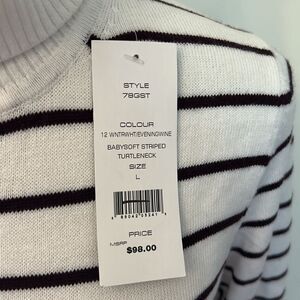 STYLE
78GST
COLOUR
12 WNTRWHT/EVENINGWINE
BABYSOFT STRIPED
TURTLENECK
SIZE
L
PRICE
MSRP
$98.00